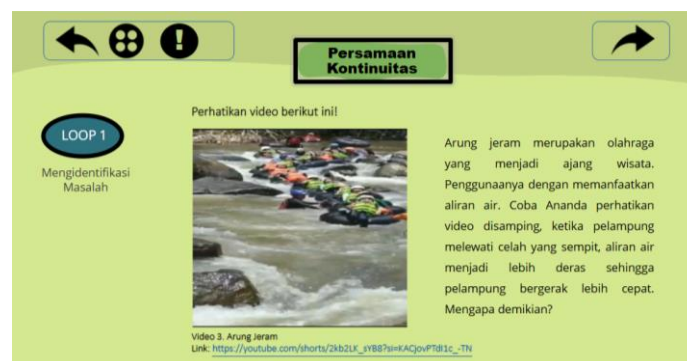 Persamaan
Kontinuitas
LOOP 1
Mengidentifikasi
Masalah
Perhatikan video berikut ini!
Video 3. Arung Jeram
Link: https://youtube.com/shorts/2kb2LK_sYB8?si=KACjovPTdI1c_-TN
Arung jeram merupakan olahraga
yang menjadi ajang wisata.
Penggunaanya dengan memanfaatkan
aliran air. Coba Ananda perhatikan
video disamping, ketika pelampung
melewati celah yang sempit, aliran air
menjadi lebih deras sehingga
pelampung bergerak lebih cepat.
Mengapa demikian?